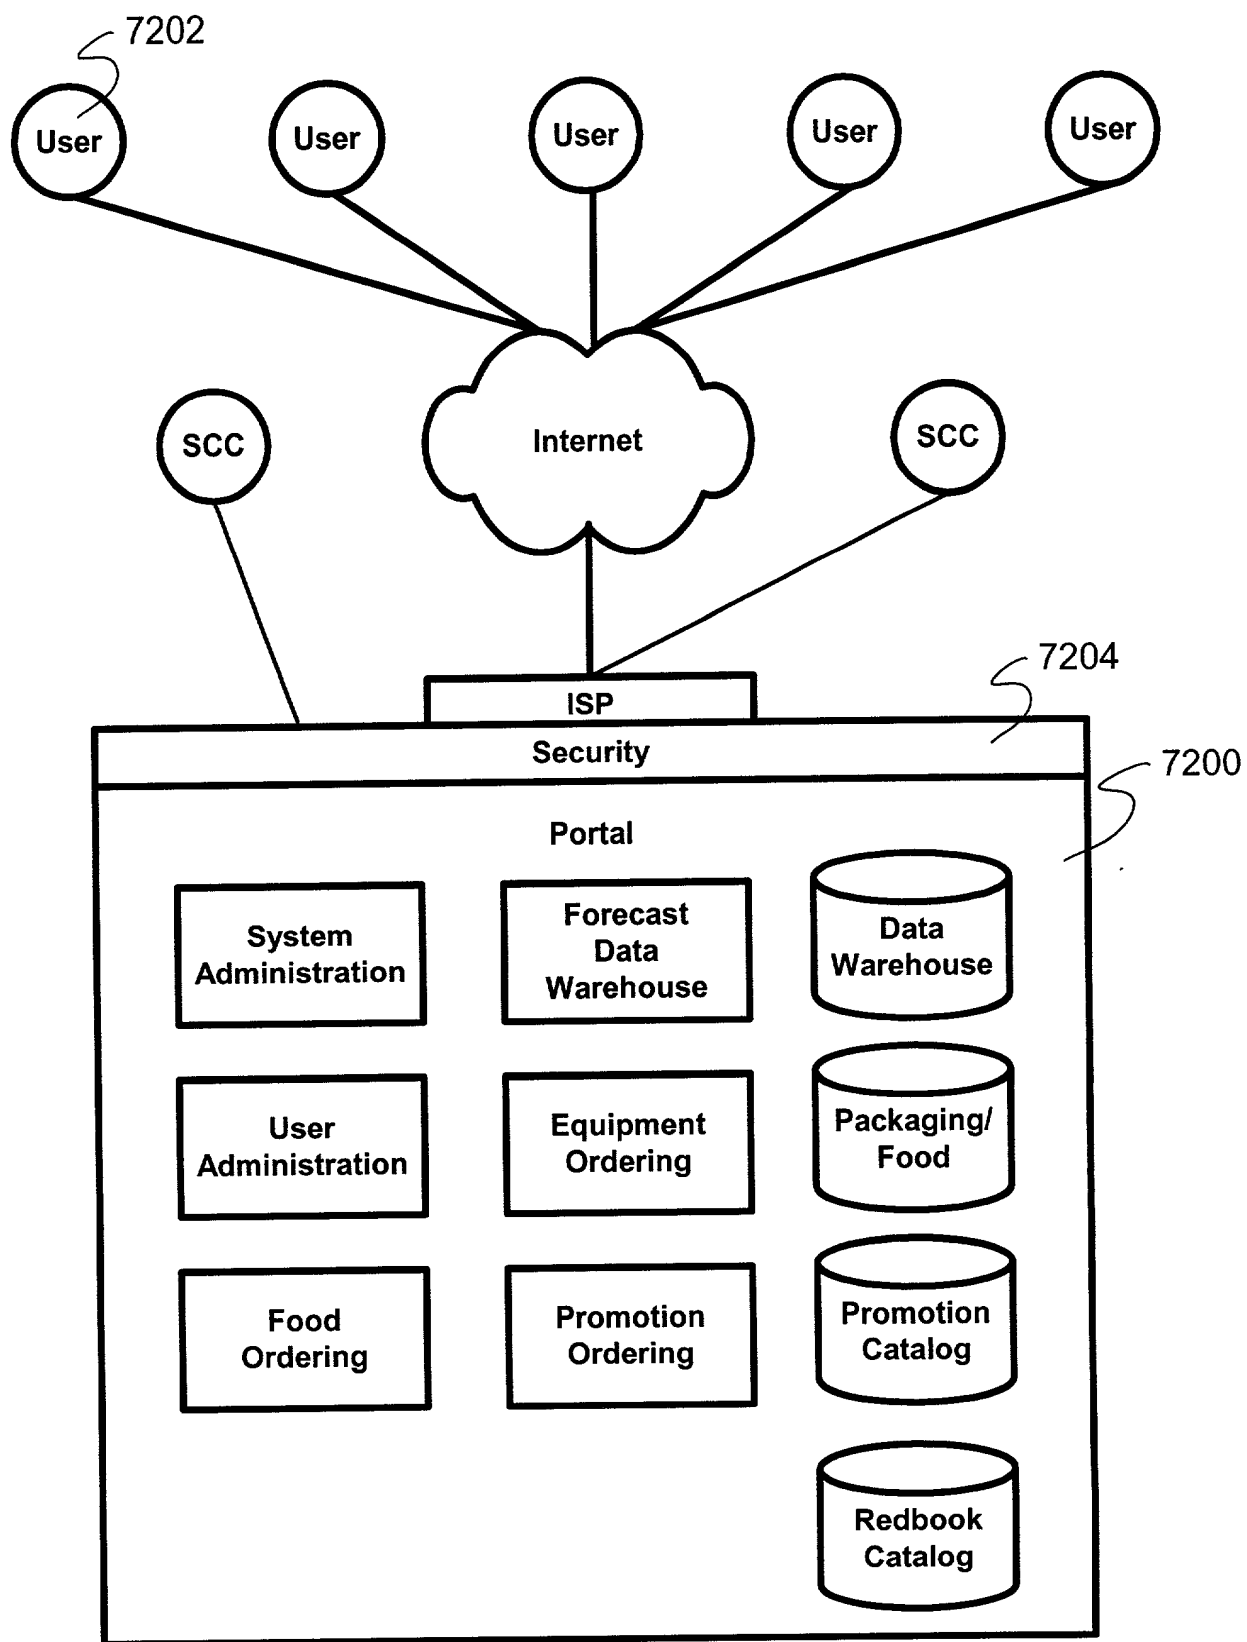 7202
User
User
User
User
User
SCC
Internet
SCC
7204
ISP
Security
7200
Portal
System
Administration
Forecast
Data
Warehouse
Data
Warehouse
User
Administration
Equipment
Ordering
Packaging/
Food
Food
Ordering
Promotion
Ordering
Promotion
Catalog
Redbook
Catalog